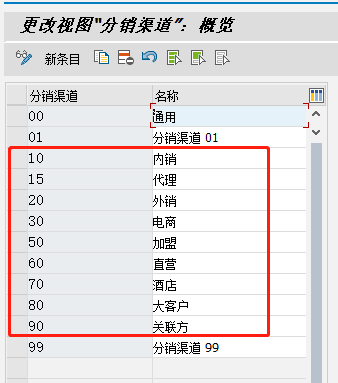 更改视图“分销渠道”: 概览
新条目
分销渠道 名称
00 通用
01 分销渠道 01
10 内销
15 代理
20 外销
30 电商
50 加盟
60 直营
70 酒店
80 大客户
90 关联方
99 分销渠道 99